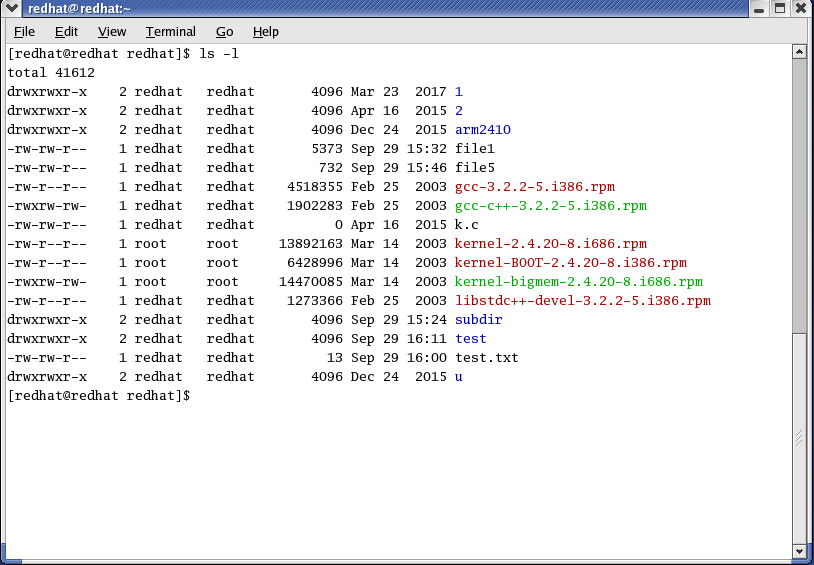 redhat@redhat:~
File Edit View Terminal Go Help
[redhat@redhat redhat]$ ls -l
total 41612
drwxrwxr-x    2 redhat   redhat       4096 Mar 23  2017 1
drwxrwxr-x    2 redhat   redhat       4096 Apr 16  2015 2
drwxrwxr-x    2 redhat   redhat       4096 Dec 24  2015 arm2410
-rw-rw-r--    1 redhat   redhat       5373 Sep 29 15:32 file1
-rw-rw-r--    1 redhat   redhat        732 Sep 29 15:46 file5
-rw-r--r--    1 redhat   redhat    4518355 Feb 25  2003 gcc-3.2.2-5.i386.rpm
-rwxrw-rw-    1 redhat   redhat    1902283 Feb 25  2003 gcc-c++-3.2.2-5.i386.rpm
-rw-rw-r--    1 redhat   redhat          0 Apr 16  2015 k.c
-rw-r--r--    1 root     root     13892163 Mar 14  2003 kernel-2.4.20-8.i686.rpm
-rw-r--r--    1 root     root      6428996 Mar 14  2003 kernel-BOOT-2.4.20-8.i386.rpm
-rwxrw-rw-    1 root     root     14470085 Mar 14  2003 kernel-bigmem-2.4.20-8.i686.rpm
-rw-r--r--    1 redhat   redhat    1273366 Feb 25  2003 libstdc++-devel-3.2.2-5.i386.rpm
drwxrwxr-x    2 redhat   redhat       4096 Sep 29 15:24 subdir
drwxrwxr-x    2 redhat   redhat       4096 Sep 29 16:11 test
-rw-rw-r--    1 redhat   redhat         13 Sep 29 16:00 test.txt
drwxrwxr-x    2 redhat   redhat       4096 Dec 24  2015 u
[redhat@redhat redhat]$